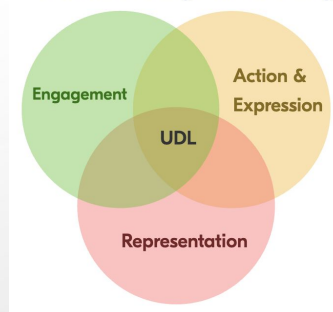 Engagement
Action &
Expression
UDL
Representation